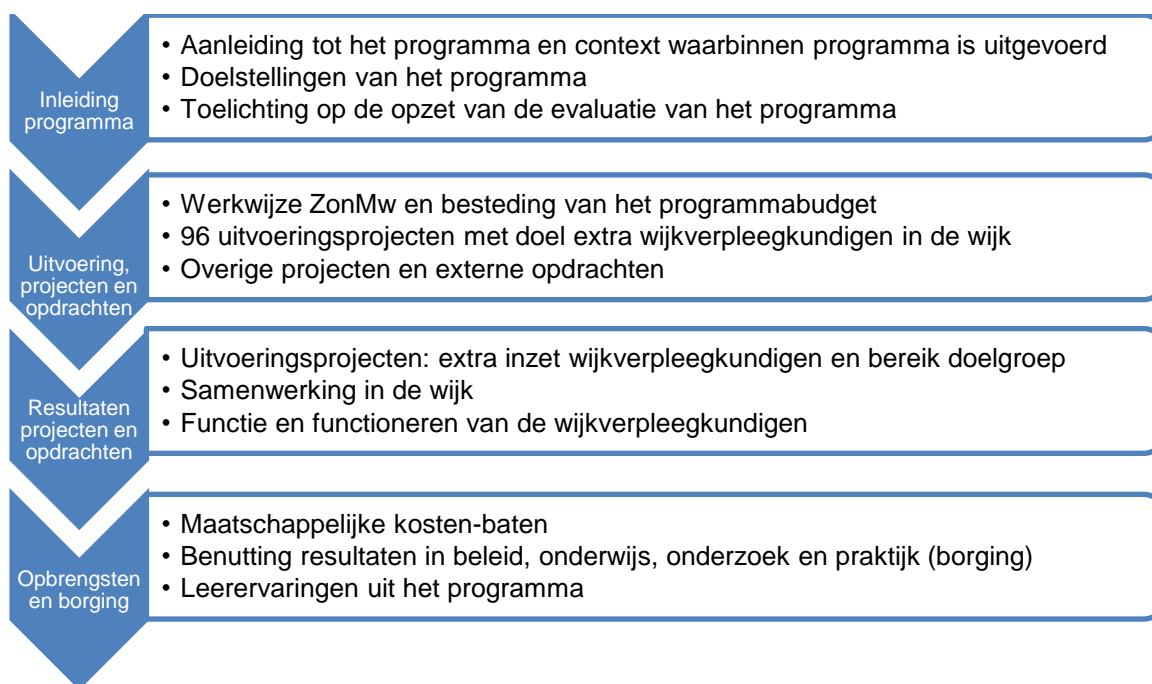 Inleiding
programma
• Aanleiding tot het programma en context waarbinnen programma is uitgevoerd
• Doelstellingen van het programma
• Toelichting op de opzet van de evaluatie van het programma
Uitvoering,
projecten en
opdrachten
• Werkwijze ZonMw en besteding van het programmabudget
• 96 uitvoeringsprojecten met doel extra wijkverpleegkundigen in de wijk
• Overige projecten en externe opdrachten
Resultaten
projecten en
opdrachten
• Uitvoeringsprojecten: extra inzet wijkverpleegkundigen en bereik doelgroep
• Samenwerking in de wijk
• Functie en functioneren van de wijkverpleegkundigen
Opbrengsten
en borging
• Maatschappelijke kosten-baten
• Benutting resultaten in beleid, onderwijs, onderzoek en praktijk (borging)
• Leerervaringen uit het programma